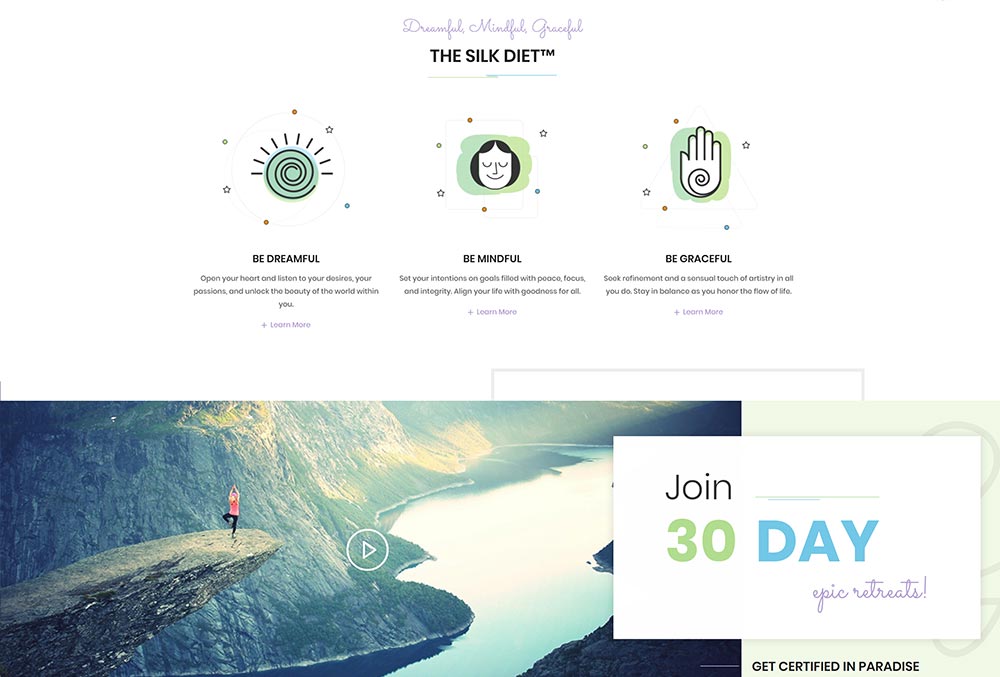 Dreamful, Mindful, Graceful
THE SILK DIET™
BE DREAMFUL
Open your heart and listen to your desires, your
passions, and unlock the beauty of the world within
you.
+ Learn More
BE MINDFUL
Set your intentions on goals filled with peace, focus,
and integrity. Align your life with goodness for all.
+ Learn More
BE GRACEFUL
Seek refinement and a sensual touch of artistry in all
you do. Stay in balance as you honor the flow of life.
+ Learn More
Join
30 DAY
epic retreats!
GET CERTIFIED IN PARADISE